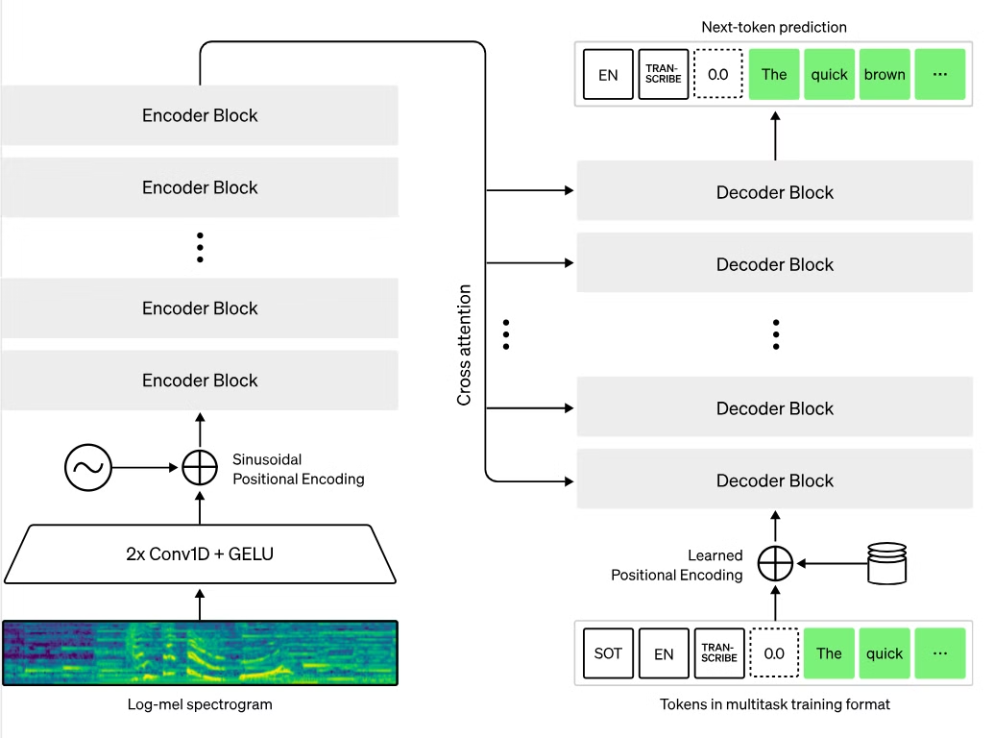 Next-token prediction
EN
TRAN-
SCRIBE
0.0
The
quick
brown
...
Encoder Block
Encoder Block
Encoder Block
Encoder Block
Sinusoidal
Positional Encoding
2x Conv1D + GELU
Log-mel spectrogram
Cross attention
Decoder Block
Decoder Block
Decoder Block
Decoder Block
Learned
Positional Encoding
SOT
EN
TRAN-
SCRIBE
0.0
The
quick
...
Tokens in multitask training format